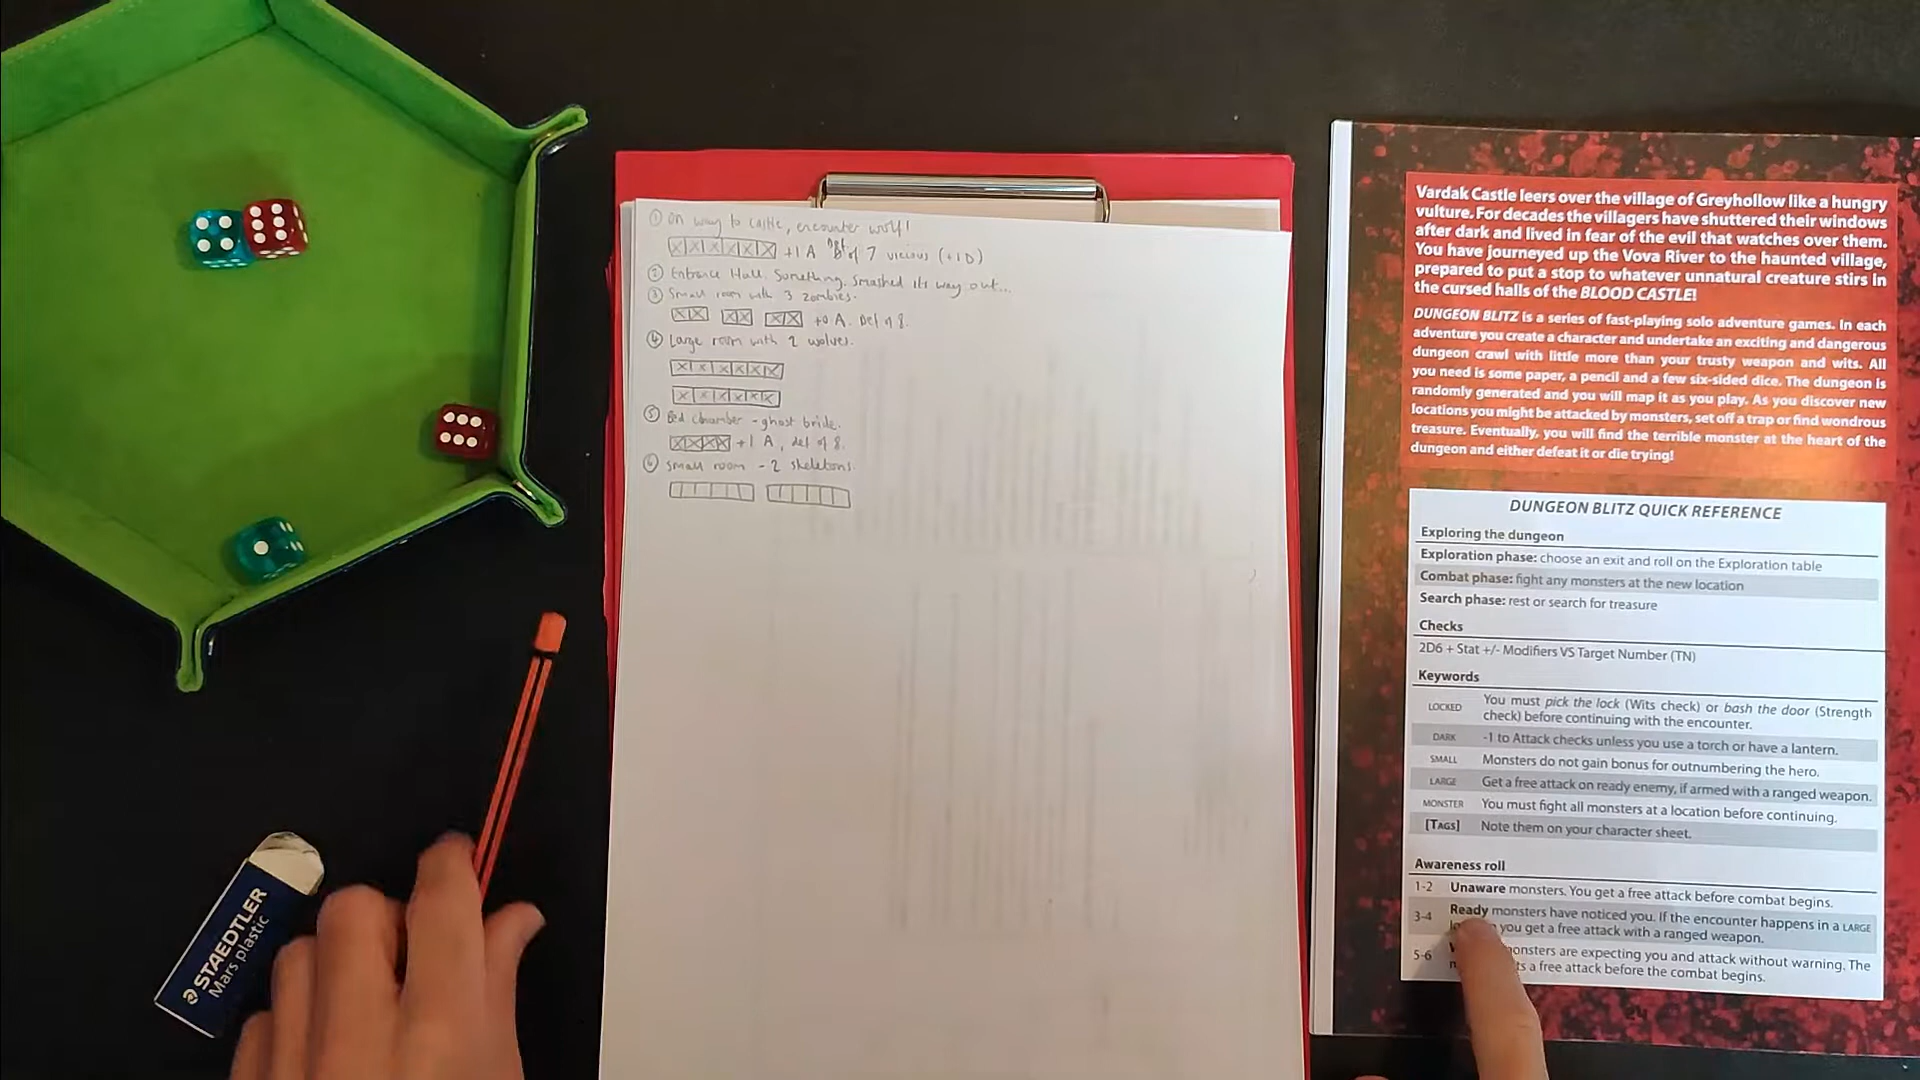 ① On way to castle, encounter wolf!
+1 A Def of 7 vicious (+1D)
② Entrance Hall. Something smashed its way out...
③ Small room with 3 zombies.
+0 A. Def of 8.
④ Large room with 2 wolves.
⑤ Bed chamber - ghost bride.
+1 A, def of 8.
⑥ Small room - 2 skeletons.
STAEDTLER
Mars plastic
Vardak Castle leers over the village of Greyhollow like a hungry
vulture. For decades the villagers have shuttered their windows
after dark and lived in fear of the evil that watches over them.
You have journeyed up the Vova River to the haunted village,
prepared to put a stop to whatever unnatural creature stirs in
the cursed halls of the BLOOD CASTLE!
DUNGEON BLITZ is a series of fast-playing solo adventure games. In each
adventure you create a character and undertake an exciting and dangerous
dungeon crawl with little more than your trusty weapon and wits. All
you need is some paper, a pencil and a few six-sided dice. The dungeon is
randomly generated and you will map it as you play. As you discover new
locations you might be attacked by monsters, set off a trap or find wondrous
treasure. Eventually, you will find the terrible monster at the heart of the
dungeon and either defeat it or die trying!
DUNGEON BLITZ QUICK REFERENCE
Exploring the dungeon
Exploration phase: choose an exit and roll on the Exploration table
Combat phase: fight any monsters at the new location
Search phase: rest or search for treasure
Checks
2D6 + Stat +/- Modifiers VS Target Number (TN)
Keywords
LOCKED You must pick the lock (Wits check) or bash the door (Strength
check) before continuing with the encounter.
DARK -1 to Attack checks unless you use a torch or have a lantern.
SMALL Monsters do not gain bonus for outnumbering the hero.
LARGE Get a free attack on ready enemy, if armed with a ranged weapon.
MONSTER You must fight all monsters at a location before continuing.
[TAGS] Note them on your character sheet.
Awareness roll
1-2 Unaware monsters. You get a free attack before combat begins.
3-4 Ready monsters have noticed you. If the encounter happens in a LARGE
you get a free attack with a ranged weapon.
5-6 monsters are expecting you and attack without warning. The
a free attack before the combat begins.